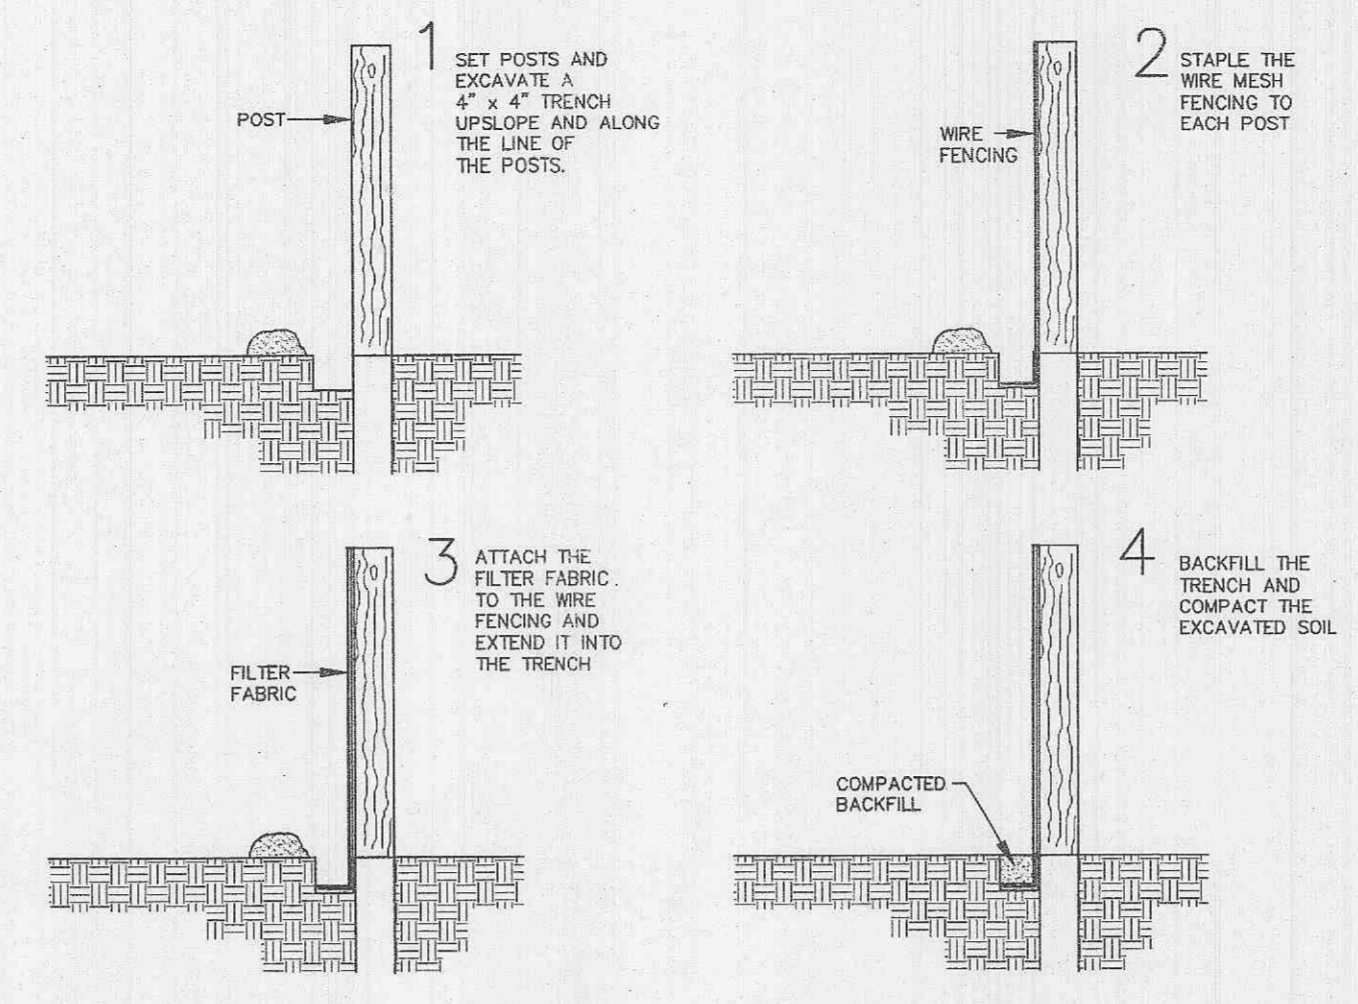 1
SET POSTS AND
EXCAVATE A
4" x 4" TRENCH
UPSLOPE AND ALONG
THE LINE OF
THE POSTS.
POST
2
STAPLE THE
WIRE MESH
FENCING TO
EACH POST
WIRE
FENCING
3
ATTACH THE
FILTER FABRIC.
TO THE WIRE
FENCING AND
EXTEND IT INTO
THE TRENCH
FILTER
FABRIC
4
BACKFILL THE
TRENCH AND
COMPACT THE
EXCAVATED SOIL
COMPACTED
BACKFILL